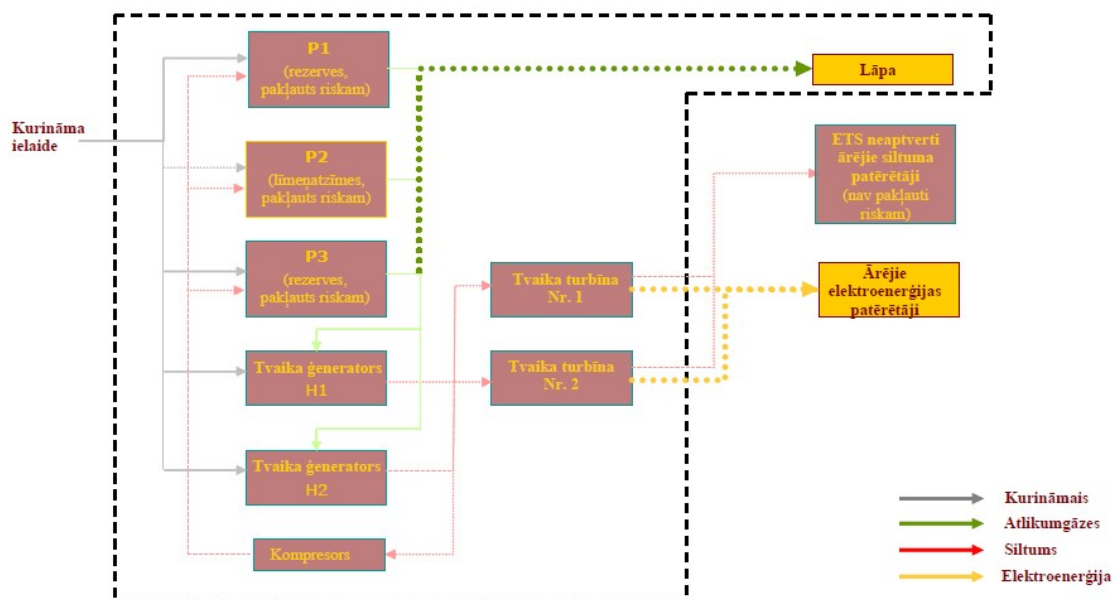 P1
(rezerves,
pakļauts riskam)
Lāpa
Kurināma
ielaide
P2
(līmeņatzīmes,
pakļauts riskam)
ETS neaptverti
ārējie siltuma
patērētāji
(nav pakļauti
riskam)
P3
(rezerves,
pakļauts riskam)
Tvaika turbīna
Nr. 1
Ārējie
elektroenerģijas
patērētāji
Tvaika ģenerators
H1
Tvaika turbīna
Nr. 2
Tvaika ģenerators
H2
Kompresors
Kurināmais
Atlikumgāzes
Siltums
Elektroenerģija